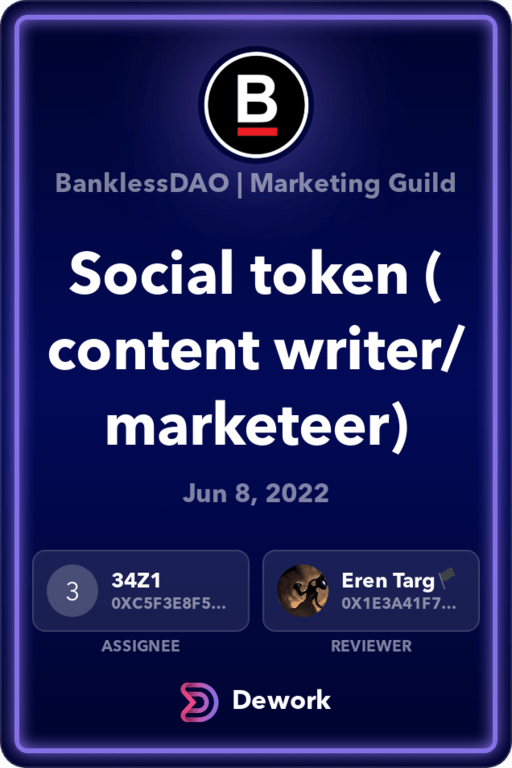 B
BanklessDAO | Marketing Guild
Social token (
content writer/
marketeer)
Jun 8, 2022
3
34Z1
0XC5F3E8F5...
ASSIGNEE
Eren Targ🏴
0X1E3A41F7...
REVIEWER
Dework